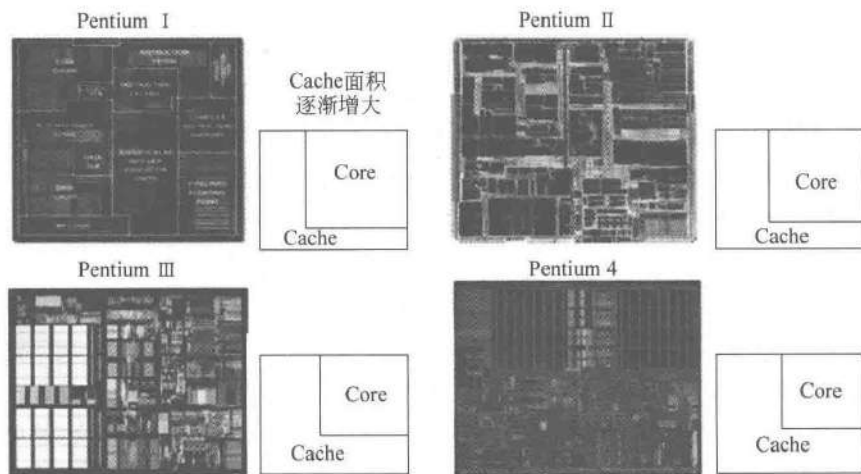 Pentium Ⅰ
Pentium Ⅱ
Cache面积
逐渐增大
Core
Cache
Core
Cache
Pentium Ⅲ
Pentium 4
Core
Cache
Core
Cache